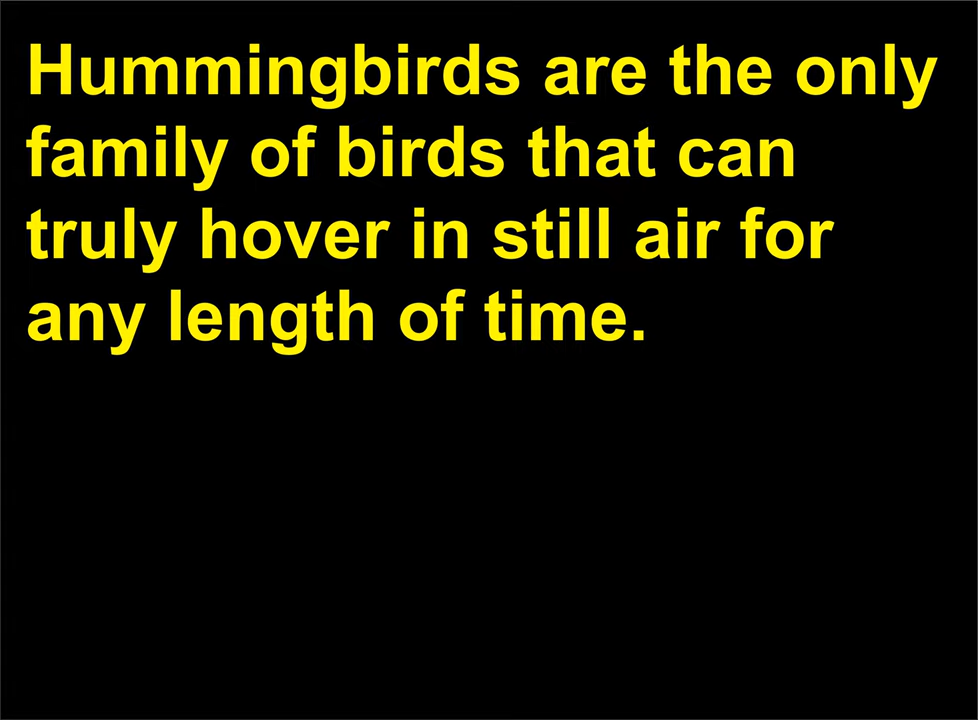 Hummingbirds are the only
family of birds that can
truly hover in still air for
any length of time.